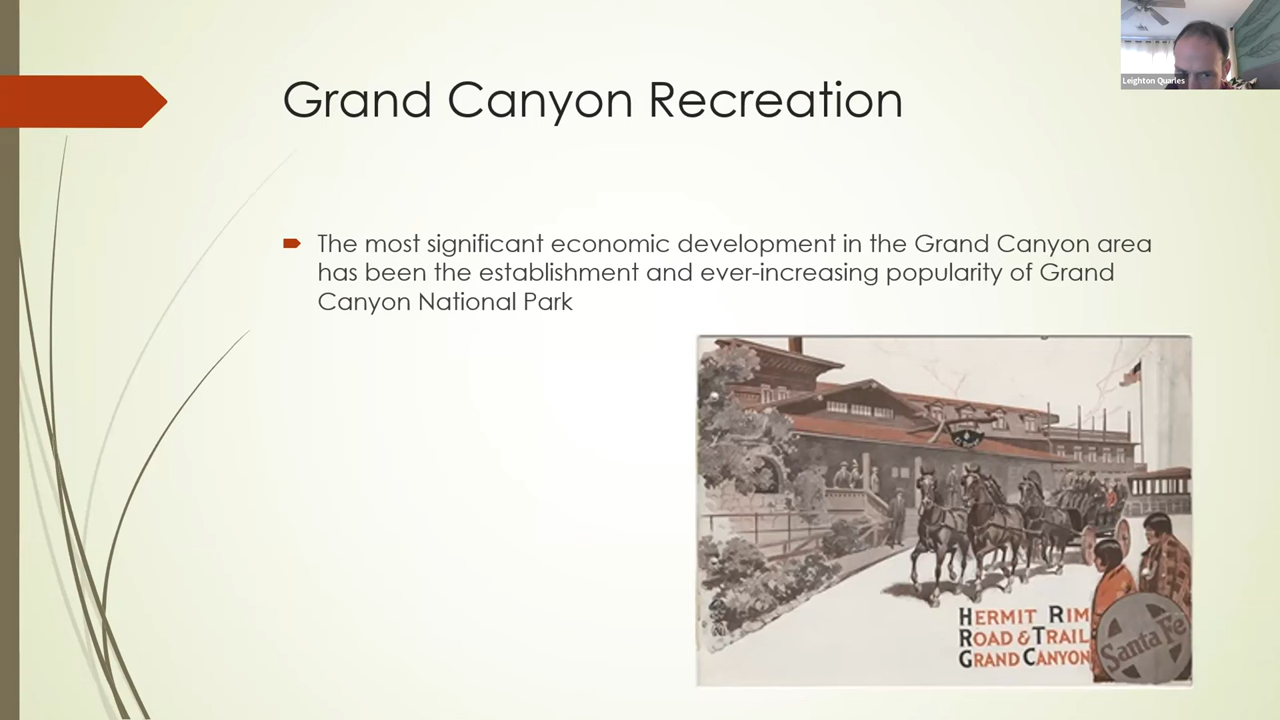 Grand Canyon Recreation
Leighton Quarles
The most significant economic development in the Grand Canyon area
has been the establishment and ever-increasing popularity of Grand
Canyon National Park
HERMIT RIM
ROAD & TRAIL
GRAND CANYON
Santa Fe